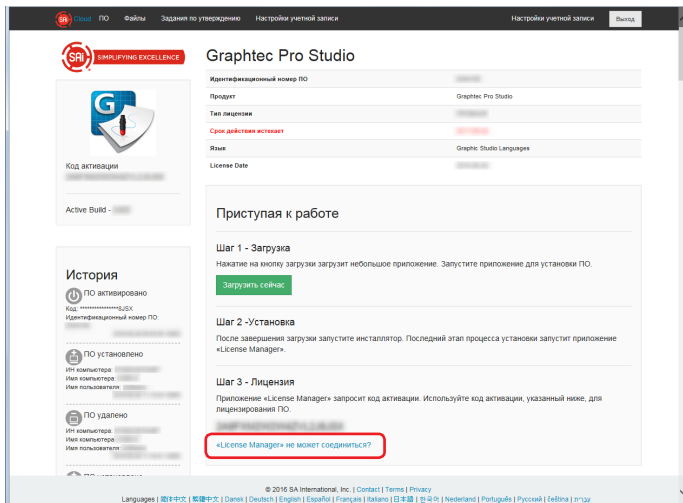 SAi Cloud ПО Файлы Задания по утверждению Настройки учетной записи Настройки учетной записи Выход
SAi SIMPLIFYING EXCELLENCE
Graphtec Pro Studio
Идентификационный номер ПО
Продукт Graphtec Pro Studio
Тип лицензии
Срок действия истекает
Язык Graphic Studio Languages
License Date
G
Код активации
Active Build -
Приступая к работе
Шаг 1 - Загрузка
Нажатие на кнопку загрузки загрузит небольшое приложение. Запустите приложение для установки ПО.
Загрузить сейчас
Шаг 2 -Установка
После завершения загрузки запустите инсталлятор. Последний этап процесса установки запустит приложение
«License Manager».
Шаг 3 - Лицензия
Приложение «License Manager» запросит код активации. Используйте код активации, указанный ниже, для
лицензирования ПО.
«License Manager» не может соединиться?
История
ПО активировано
Код: ****************8JSX
Идентификационный номер ПО:
ПО установлено
ИН компьютера:
Имя компьютера:
Имя пользователя:
ПО удалено
ИН компьютера:
Имя компьютера:
Имя пользователя:
© 2016 SA International, Inc. | Contact | Terms | Privacy
Languages | 简体中文 | 繁體中文 | Dansk | Deutsch | English | Español | Français | Italiano | 日本語 | 한국어 | Nederland | Português | Русский | čeština | עברית